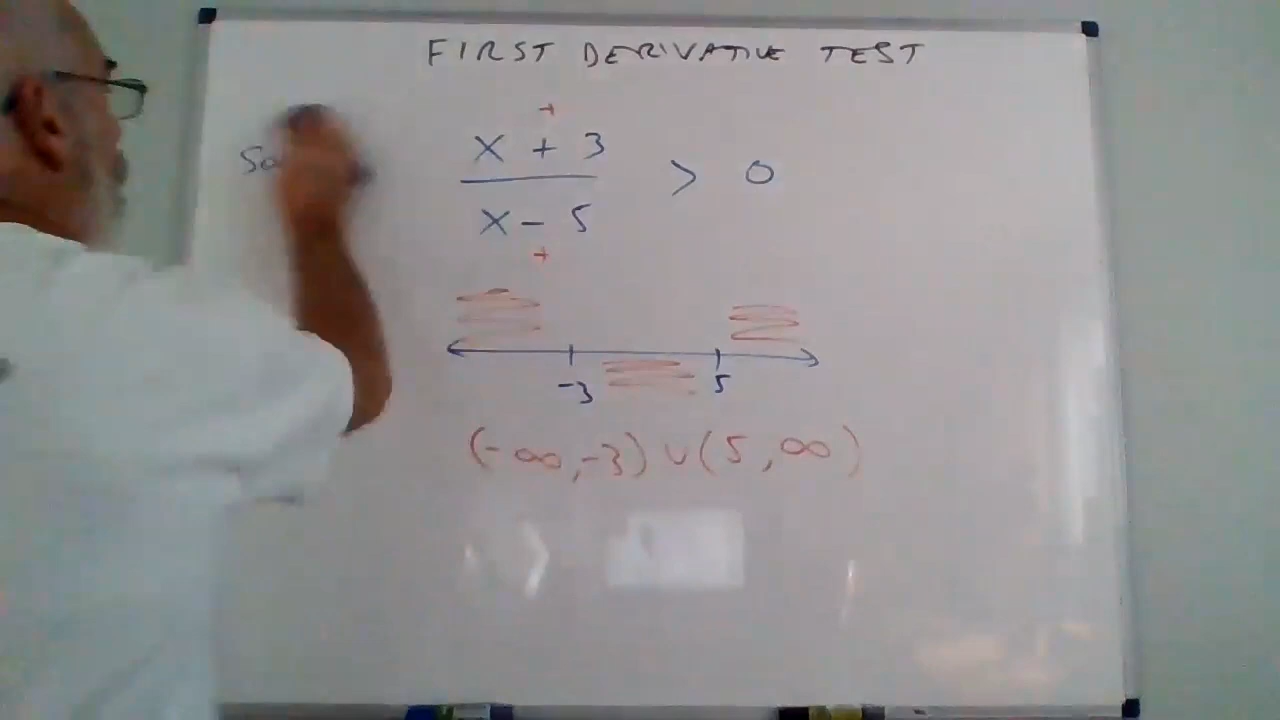 FIRST DERIVATIVE TEST
+
x + 3
> 0
x - 5
+
-3 5
(-∞,-3) ∪ (5,∞)